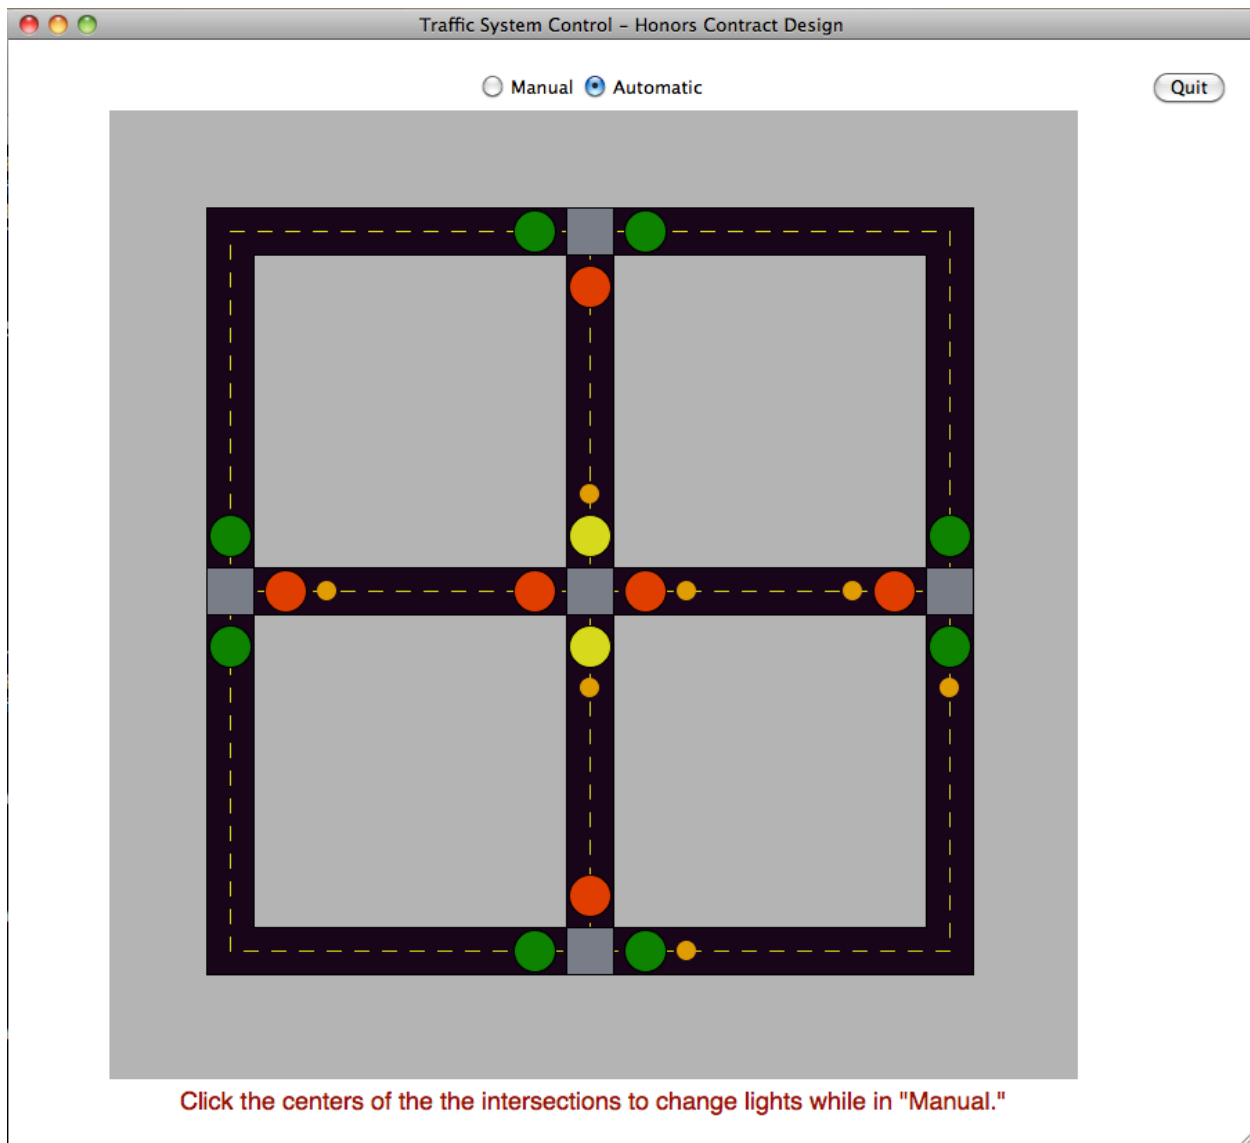 Traffic System Control – Honors Contract Design
Manual Automatic Quit
Click the centers of the the intersections to change lights while in "Manual."